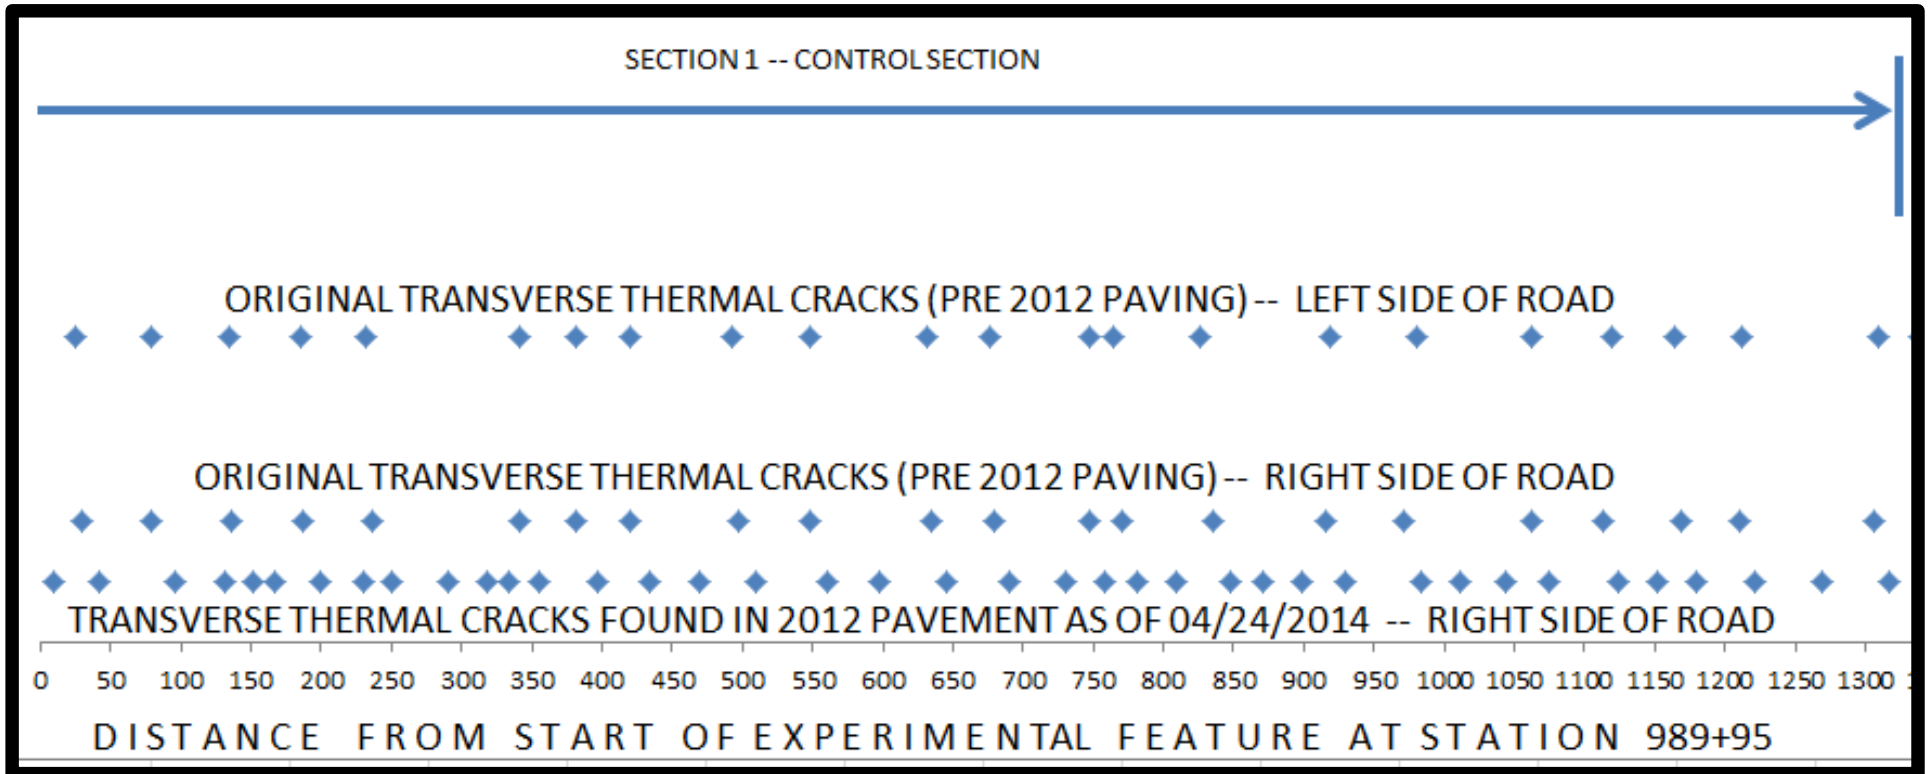 SECTION 1 -- CONTROL SECTION
ORIGINAL TRANSVERSE THERMAL CRACKS (PRE 2012 PAVING) -- LEFT SIDE OF ROAD
ORIGINAL TRANSVERSE THERMAL CRACKS (PRE 2012 PAVING) -- RIGHT SIDE OF ROAD
TRANSVERSE THERMAL CRACKS FOUND IN 2012 PAVEMENT AS OF 04/24/2014 -- RIGHT SIDE OF ROAD
0 50 100 150 200 250 300 350 400 450 500 550 600 650 700 750 800 850 900 950 1000 1050 1100 1150 1200 1250 1300
DISTANCE FROM START OF EXPERIMENTAL FEATURE AT STATION 989+95